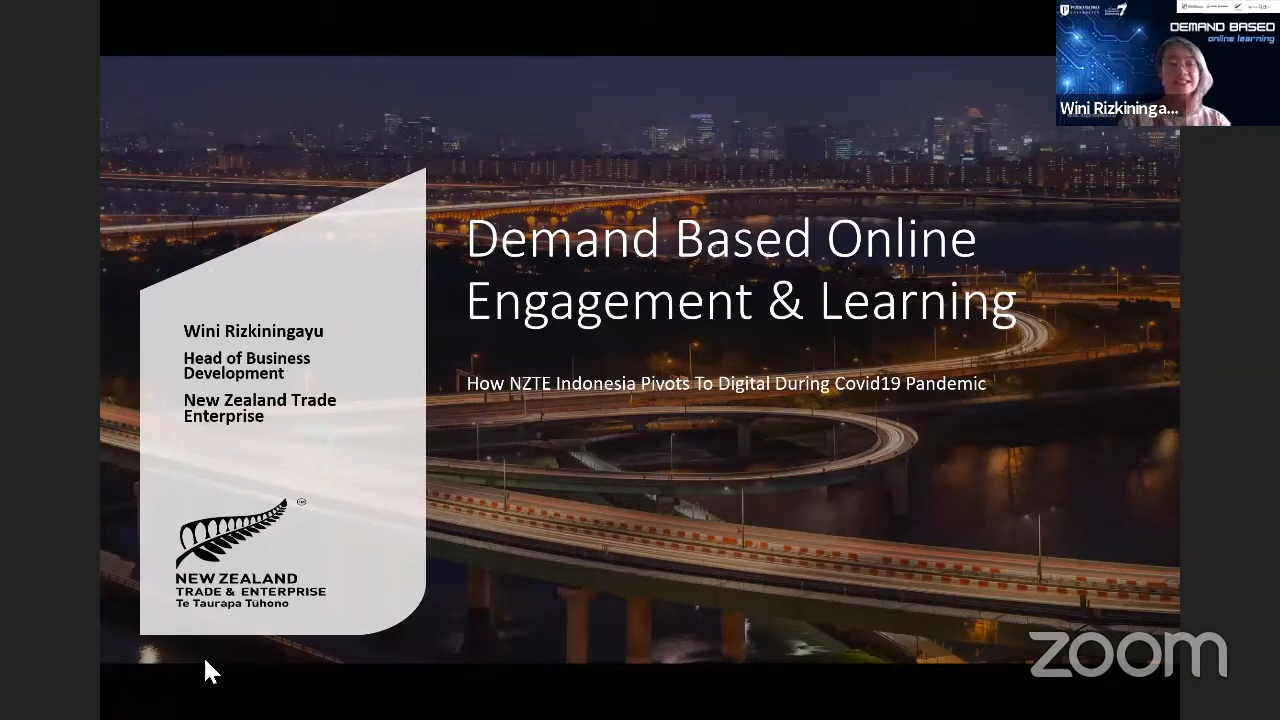 PODOMORO
UNIVERSITY
DEMAND BASED
online learning
Wini Rizkininga...
Demand Based Online
Engagement & Learning
How NZTE Indonesia Pivots To Digital During Covid19 Pandemic
Wini Rizkiningayu
Head of Business
Development
New Zealand Trade
Enterprise
NEW ZEALAND
TRADE & ENTERPRISE
Te Taurapa Tūhono
zoom